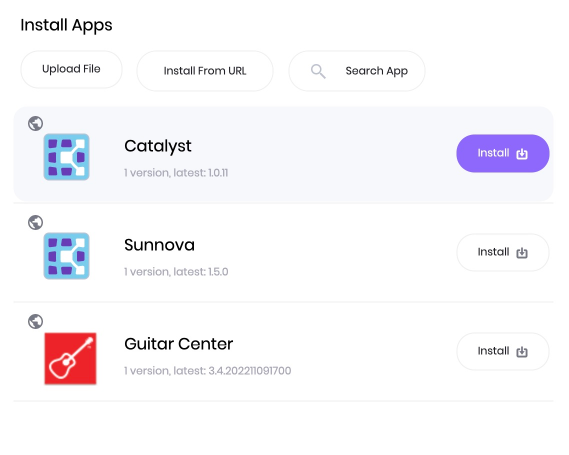 Install Apps
Upload File
Install From URL
Search App
Catalyst
1 version, latest: 1.0.11
Install
Sunnova
1 version, latest: 1.5.0
Install
Guitar Center
1 version, latest: 3.4.202211091700
Install